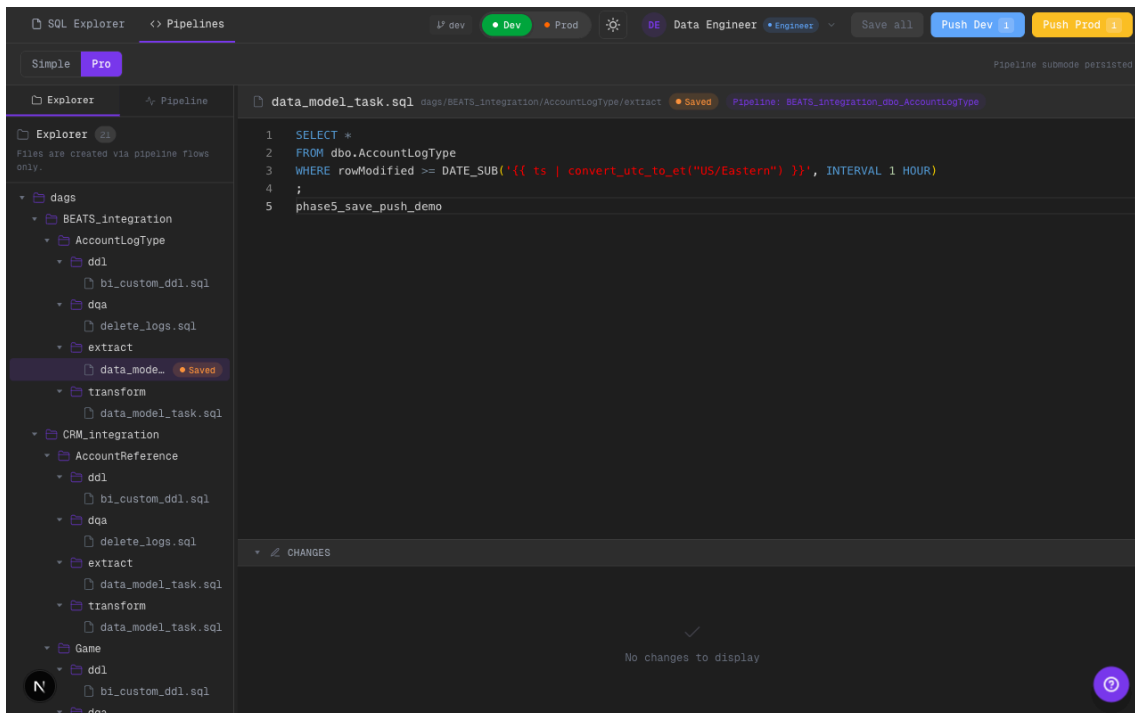 SQL Explorer
<> Pipelines
dev
Dev
Prod
DE
Data Engineer
Engineer
Save all
Push Dev 1
Push Prod 1
Simple
Pro
Pipeline submode persisted
Explorer
Pipeline
Explorer 21
Files are created via pipeline flows
only.
dags
BEATS_integration
AccountLogType
ddl
bi_custom_ddl.sql
dqa
delete_logs.sql
extract
data_mode… Saved
transform
data_model_task.sql
CRM_integration
AccountReference
ddl
bi_custom_ddl.sql
dqa
delete_logs.sql
extract
data_model_task.sql
transform
data_model_task.sql
Game
ddl
bi_custom_ddl.sql
dqa
N
data_model_task.sql dags/BEATS_integration/AccountLogType/extract Saved Pipeline: BEATS_integration_dbo_AccountLogType
1 SELECT *
2 FROM dbo.AccountLogType
3 WHERE rowModified >= DATE_SUB('{{ ts | convert_utc_to_et("US/Eastern") }}', INTERVAL 1 HOUR)
4 ;
5 phase5_save_push_demo
CHANGES
No changes to display